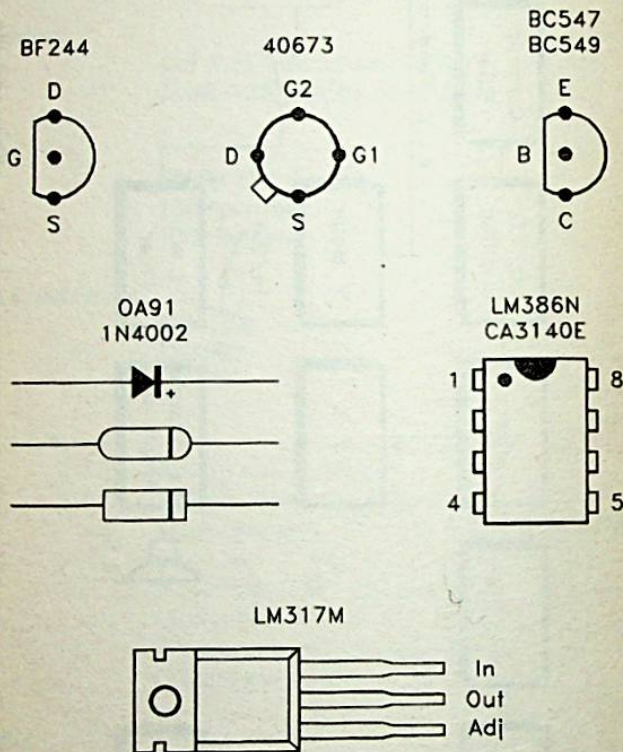 BF244
D
G
S
40673
G2
D
G1
S
BC547
BC549
E
B
C
OA91
1N4002
+
LM386N
CA3140E
1
8
4
5
LM317M
In
Out
Adj